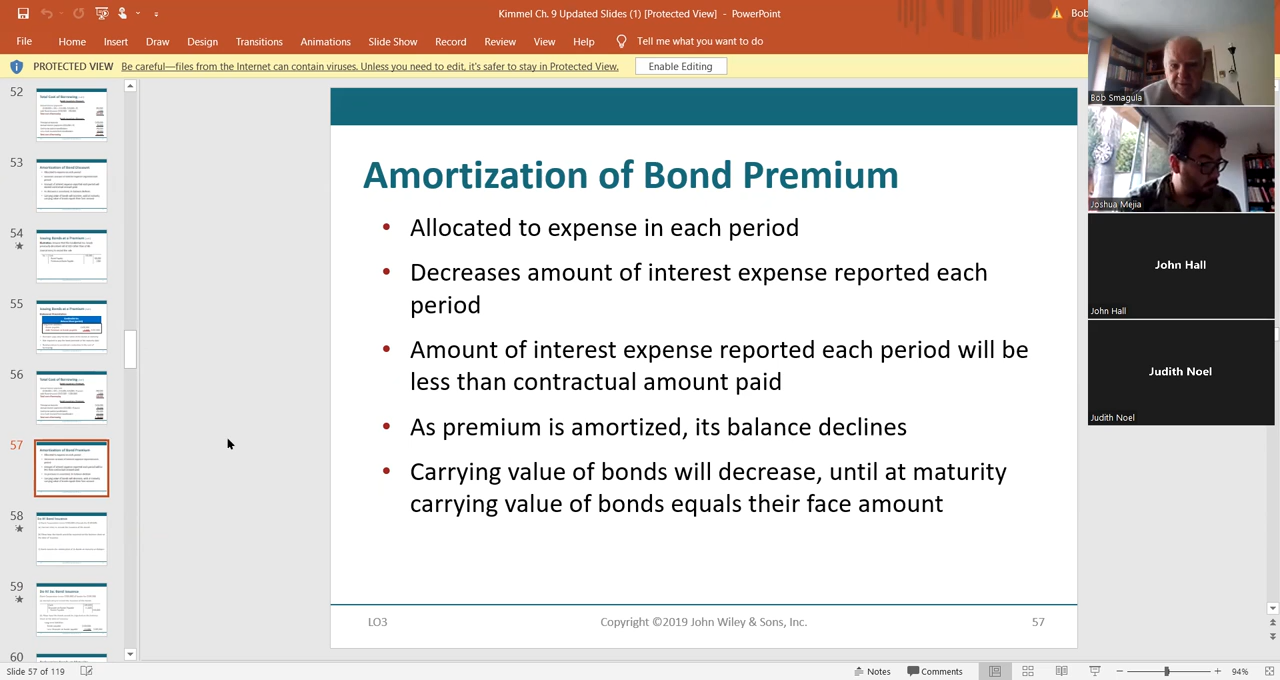 Kimmel Ch. 9 Updated Slides (1) [Protected View] - PowerPoint
Bob
File Home Insert Draw Design Transitions Animations Slide Show Record Review View Help Tell me what you want to do
PROTECTED VIEW Be careful—files from the Internet can contain viruses. Unless you need to edit, it's safer to stay in Protected View. Enable Editing
52
53
54
55
56
57
58
59
60
Amortization of Bond Premium
• Allocated to expense in each period
• Decreases amount of interest expense reported each
period
• Amount of interest expense reported each period will be
less than contractual amount paid
• As premium is amortized, its balance declines
• Carrying value of bonds will decrease, until at maturity
carrying value of bonds equals their face amount
LO3 Copyright ©2019 John Wiley & Sons, Inc. 57
Bob Smagula
Joshua Mejia
John Hall
John Hall
Judith Noel
Judith Noel
Slide 57 of 119 Notes Comments 94%